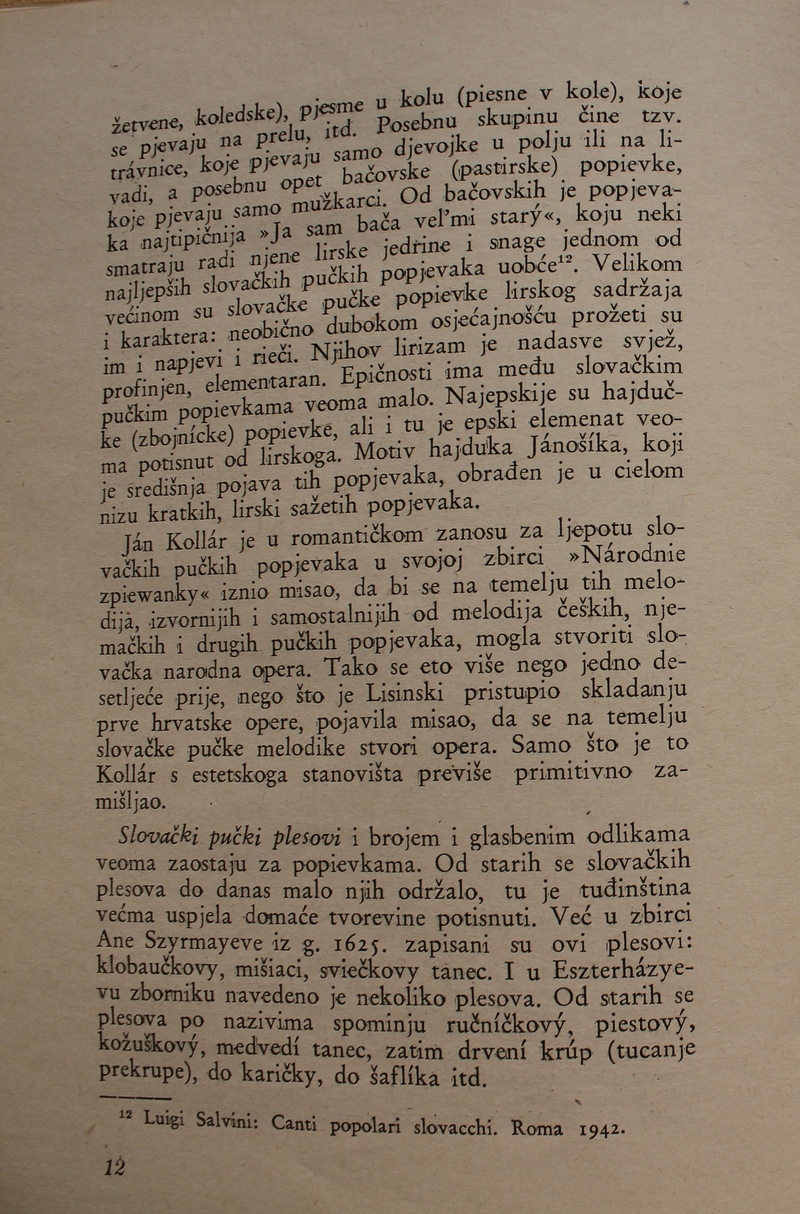 žetvene, koledske), pjesme u kolu (piesne v kole), koje
se pjevaju na prelu, itd. Posebnu skupinu čine tzv.
trávnice, koje pjevaju samo djevojke u polju ili na li-
vadi, a posebnu opet bačovske (pastirske) popievke,
koje pjevaju samo mužkarci. Od bačovskih je popjeva-
ka najtipičnija »Ja sam bača vel'mi starý«, koju neki
smatraju radi njene lirske jedrine i snage jednom od
najljepših slovačkih pučkih popjevaka uobće¹². Velikom
većinom su slovačke pučke popievke lirskog sadržaja
i karaktera: neobično dubokom osjećajnošću prožeti su
im i napjevi i rieči. Njihov lirizam je nadasve svjež,
profinjen, elementaran. Epičnosti ima među slovačkim
pučkim popievkama veoma malo. Najepskije su hajduč-
ke (zbojnícke) popievke, ali i tu je epski elemenat veo-
ma potisnut od lirskoga. Motiv hajduka Jánošíka, koji
je središnja pojava tih popjevaka, obrađen je u cielom
nizu kratkih, lirski sažetih popjevaka.
Ján Kollár je u romantičkom zanosu za ljepotu slo-
vačkih pučkih popjevaka u svojoj zbirci »Národnie
zpiewanky« iznio misao, da bi se na temelju tih melo-
dija, izvornijih i samostalnijih od melodija čeških, nje-
mačkih i drugih pučkih popjevaka, mogla stvoriti slo-
vačka narodna opera. Tako se eto više nego jedno de-
setljeće prije, nego što je Lisinski pristupio skladanju
prve hrvatske opere, pojavila misao, da se na temelju
slovačke pučke melodike stvori opera. Samo što je to
Kollár s estetskoga stanovišta previše primitivno za-
mišljao.
Slovački pučki plesovi i brojem i glasbenim odlikama
veoma zaostaju za popievkama. Od starih se slovačkih
plesova do danas malo njih održalo, tu je tuđinština
većma uspjela domaće tvorevine potisnuti. Već u zbirci
Ane Szyrmayeve iz g. 1625. zapisani su ovi plesovi:
klobaučkovy, mišiaci, sviečkovy tanec. I u Eszterházye-
vu zborniku navedeno je nekoliko plesova. Od starih se
plesova po nazivima spominju ručníčkový, piestový,
kožuškový, medvedí tanec, zatim drvení krúp (tucanje
prekrupe), do karičky, do šaflíka itd.
¹² Luigi Salvini: Canti popolari slovacchi. Roma 1942.
12